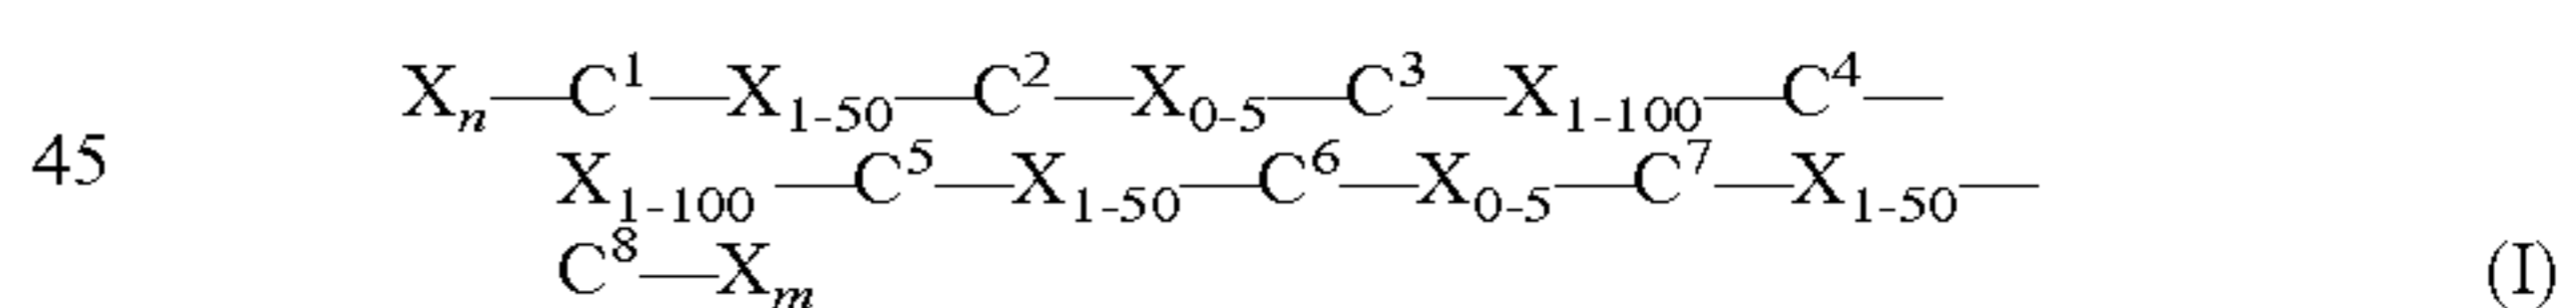 Xₙ—C¹—X₁₋₅₀—C²—X₀₋₅—C³—X₁₋₁₀₀—C⁴—
45 X₁₋₁₀₀—C⁵—X₁₋₅₀—C⁶—X₀₋₅—C⁷—X₁₋₅₀—
C⁸—Xₘ (I)